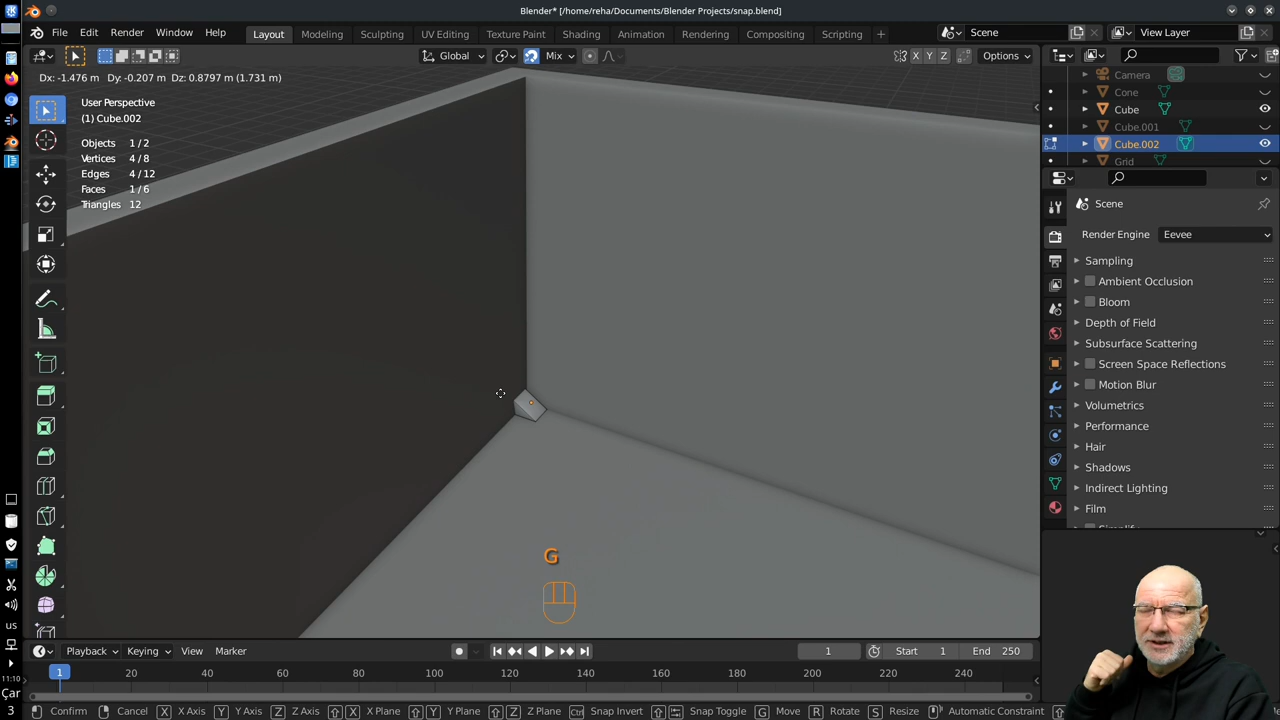 Blender* [/home/reha/Documents/Blender Projects/snap.blend]
File Edit Render Window Help Layout Modeling Sculpting UV Editing Texture Paint Shading Animation Rendering Compositing Scripting + Scene View Layer
Global Mix X Y Z Options
Dx: -1.476 m Dy: -0.207 m Dz: 0.8797 m (1.731 m)
User Perspective
(1) Cube.002
Objects 1/2
Vertices 4/8
Edges 4/12
Faces 1/6
Triangles 12
Camera
Cone
Cube
Cube.001
Cube.002
Grid
Scene
Render Engine Eevee
Sampling
Ambient Occlusion
Bloom
Depth of Field
Subsurface Scattering
Screen Space Reflections
Motion Blur
Volumetrics
Performance
Hair
Shadows
Indirect Lighting
Film
Simplify
G
us
11:10
Çar
3
Playback Keying View Marker 1 Start 1 End 250
1 20 40 60 80 100 120 140 160 180 200 220 240
Confirm Cancel X X Axis Y Y Axis Z Z Axis X X Plane Y Y Plane Z Z Plane Ctrl Snap Invert Snap Toggle G Move R Rotate S Resize Automatic Constraint